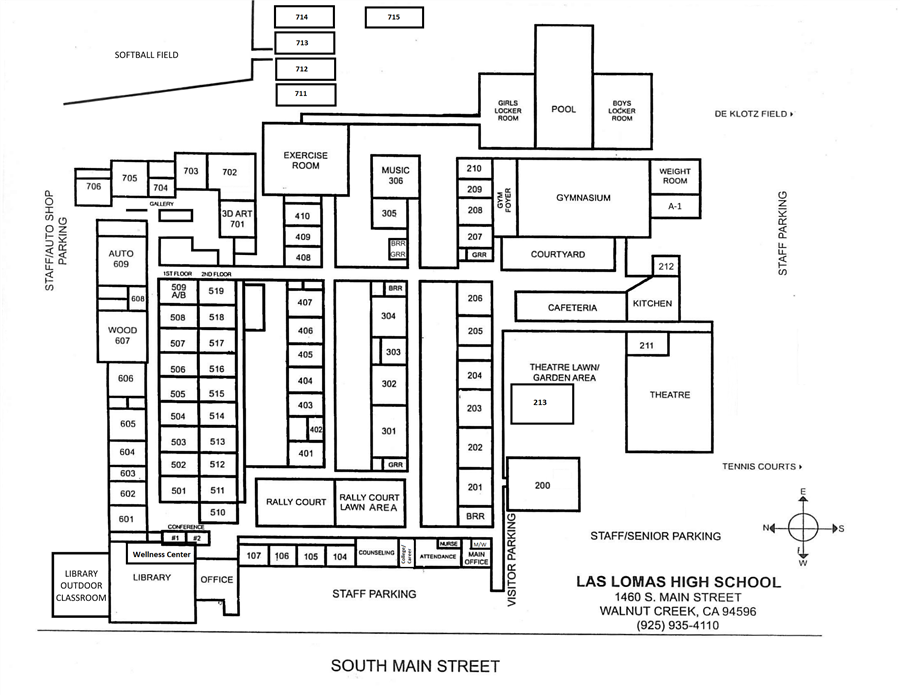 714
715
713
SOFTBALL FIELD
712
711
GIRLS
LOCKER
ROOM
POOL
BOYS
LOCKER
ROOM
DE KLOTZ FIELD
EXERCISE
ROOM
MUSIC
306
305
BRR
GRR
210
209
208
207
GRR
GYM
FOYER
GYMNASIUM
WEIGHT
ROOM
A-1
STAFF PARKING
COURTYARD
212
CAFETERIA
KITCHEN
706
705
704
703
702
GALLERY
3D ART
701
410
409
408
STAFF/AUTO SHOP
PARKING
AUTO
609
608
WOOD
607
606
605
604
603
602
601
1ST FLOOR
2ND FLOOR
509
A/B
519
508
518
507
517
506
516
505
515
504
514
503
513
502
512
501
511
510
407
406
405
404
403
402
401
BRR
304
303
302
301
GRR
206
205
204
203
202
201
BRR
211
THEATRE LAWN/
GARDEN AREA
213
THEATRE
200
TENNIS COURTS
RALLY COURT
RALLY COURT
LAWN AREA
CONFERENCE
#1
#2
Wellness Center
LIBRARY
OUTDOOR
CLASSROOM
LIBRARY
OFFICE
107
106
105
104
COUNSELING
College/
Career
NURSE
ATTENDANCE
M/W
MAIN
OFFICE
VISITOR PARKING
STAFF PARKING
STAFF/SENIOR PARKING
E
N
S
W
LAS LOMAS HIGH SCHOOL
1460 S. MAIN STREET
WALNUT CREEK, CA 94596
(925) 935-4110
SOUTH MAIN STREET